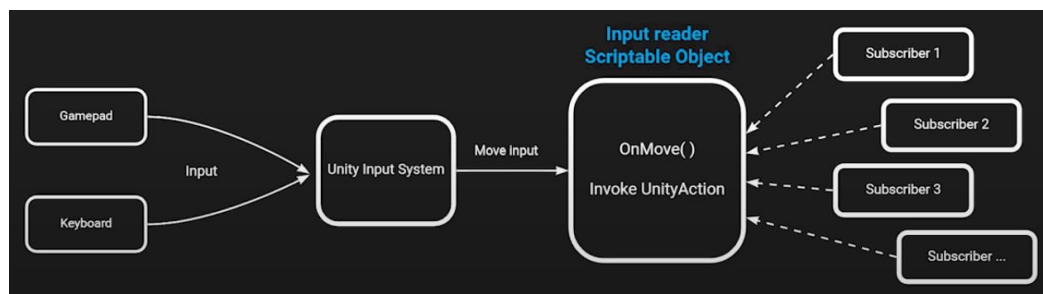 Gamepad
Keyboard
Input
Unity Input System
Move input
Input reader
Scriptable Object
OnMove( )
Invoke UnityAction
Subscriber 1
Subscriber 2
Subscriber 3
Subscriber ...